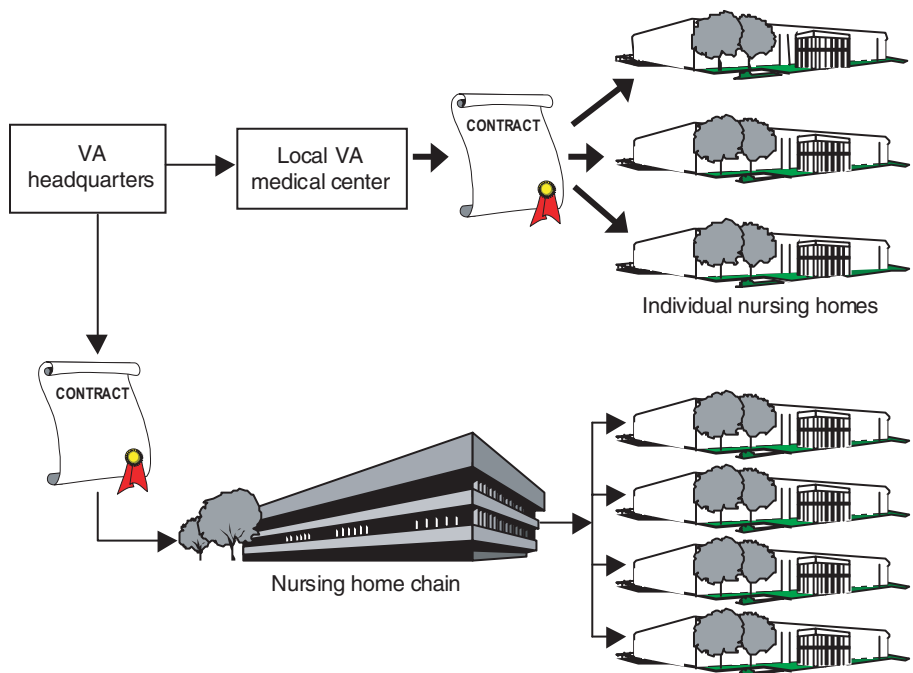 CONTRACT
VA
headquarters
Local VA
medical center
Individual nursing homes
CONTRACT
Nursing home chain